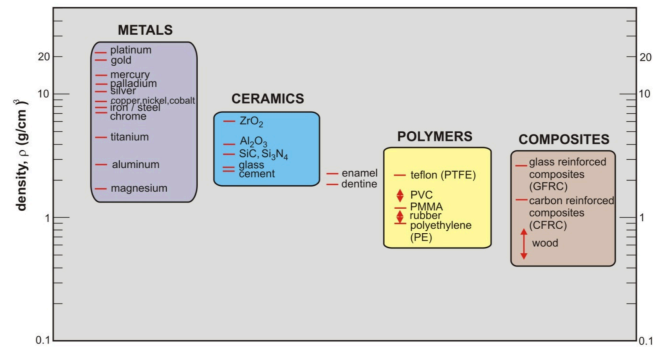 METALS
platinum
gold
mercury
palladium
silver
copper,nickel,cobalt
iron / steel
chrome
titanium
aluminum
magnesium
CERAMICS
ZrO₂
Al₂O₃
SiC, Si₃N₄
glass
cement
enamel
dentine
POLYMERS
teflon (PTFE)
PVC
PMMA
rubber
polyethylene
(PE)
COMPOSITES
glass reinforced
composites
(GFRC)
carbon reinforced
composites
(CFRC)
wood
density, ρ (g/cm³)
20
10
1
0.1
20
10
1
0.1